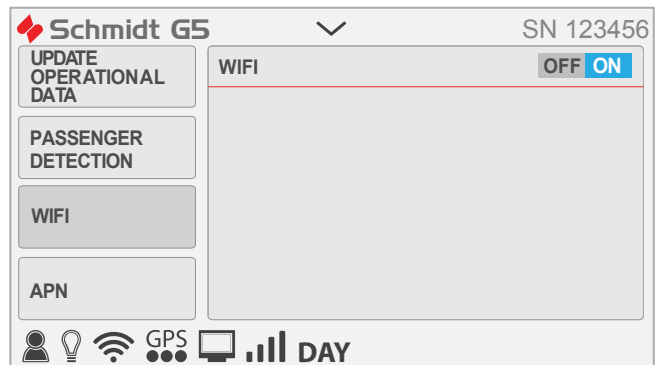 Schmidt G5
SN 123456
UPDATE
OPERATIONAL
DATA
WIFI
OFF ON
PASSENGER
DETECTION
WIFI
APN
GPS
DAY